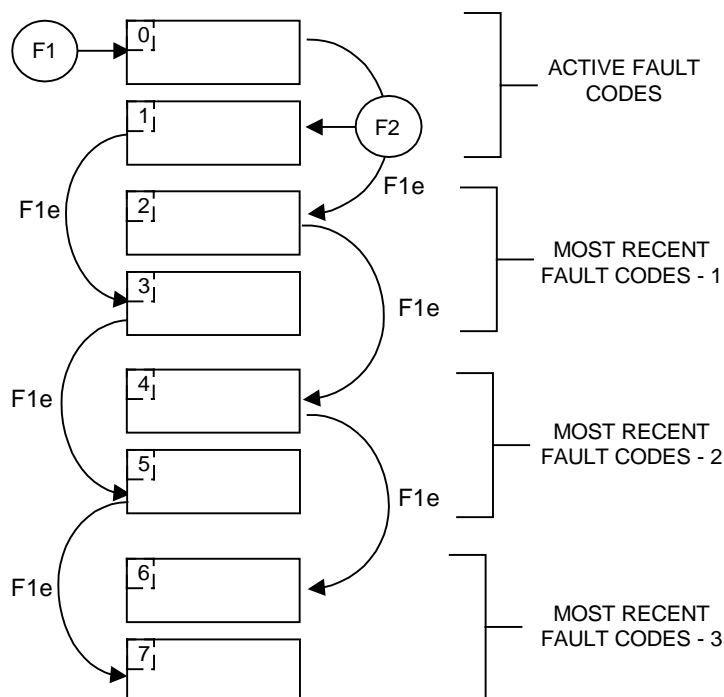 F1
0
ACTIVE FAULT
CODES
1
F2
F1e
F1e
2
MOST RECENT
FAULT CODES - 1
3
F1e
4
F1e
MOST RECENT
FAULT CODES - 2
5
F1e
6
F1e
MOST RECENT
FAULT CODES - 3
7